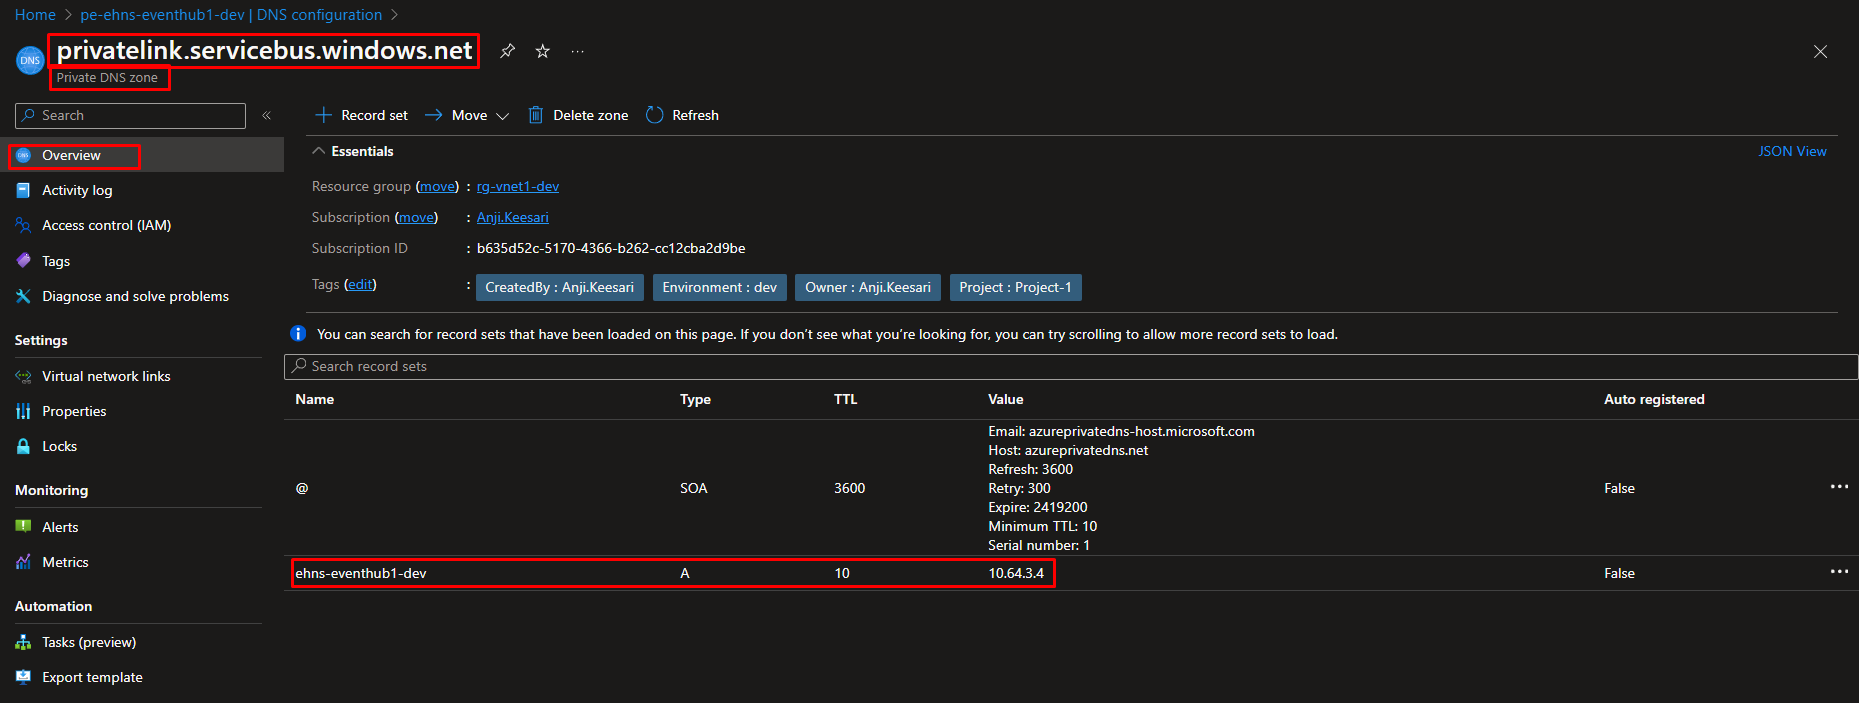 Home > pe-ehns-eventhub1-dev | DNS configuration >
DNS
privatelink.servicebus.windows.net
Private DNS zone
Search
«
Record set
Move
Delete zone
Refresh
Overview
Activity log
Access control (IAM)
Tags
Diagnose and solve problems
Settings
Virtual network links
Properties
Locks
Monitoring
Alerts
Metrics
Automation
Tasks (preview)
Export template
Essentials
JSON View
Resource group (move) : rg-vnet1-dev
Subscription (move) : Anji.Keesari
Subscription ID : b635d52c-5170-4366-b262-cc12cba2d9be
Tags (edit) : CreatedBy : Anji.Keesari Environment : dev Owner : Anji.Keesari Project : Project-1
You can search for record sets that have been loaded on this page. If you don’t see what you’re looking for, you can try scrolling to allow more record sets to load.
Search record sets
Name Type TTL Value Auto registered
Email: azureprivatedns-host.microsoft.com
Host: azureprivatedns.net
Refresh: 3600
@ SOA 3600 Retry: 300 False
Expire: 2419200
Minimum TTL: 10
Serial number: 1
ehns-eventhub1-dev A 10 10.64.3.4 False